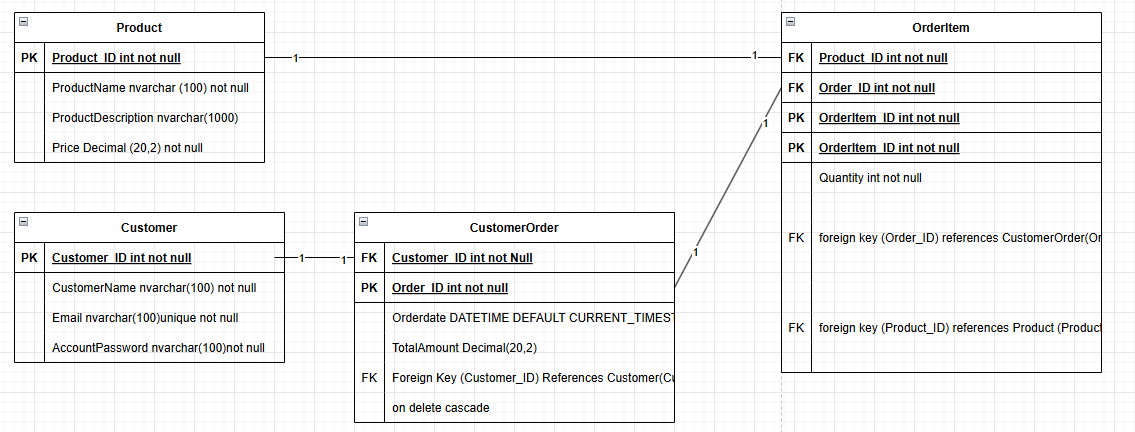 Product
PK Product_ID int not null
ProductName nvarchar (100) not null
ProductDescription nvarchar(1000)
Price Decimal (20,2) not null
1
1
OrderItem
FK Product_ID int not null
FK Order_ID int not null
PK OrderItem_ID int not null
PK OrderItem_ID int not null
Quantity int not null
FK foreign key (Order_ID) references CustomerOrder(Or
FK foreign key (Product_ID) references Product (Product
1
1
Customer
PK Customer_ID int not null
CustomerName nvarchar(100) not null
Email nvarchar(100)unique not null
AccountPassword nvarchar(100)not null
1
1
CustomerOrder
FK Customer_ID int not Null
PK Order_ID int not null
Orderdate DATETIME DEFAULT CURRENT_TIMEST
TotalAmount Decimal(20,2)
FK Foreign Key (Customer_ID) References Customer(Cu
on delete cascade